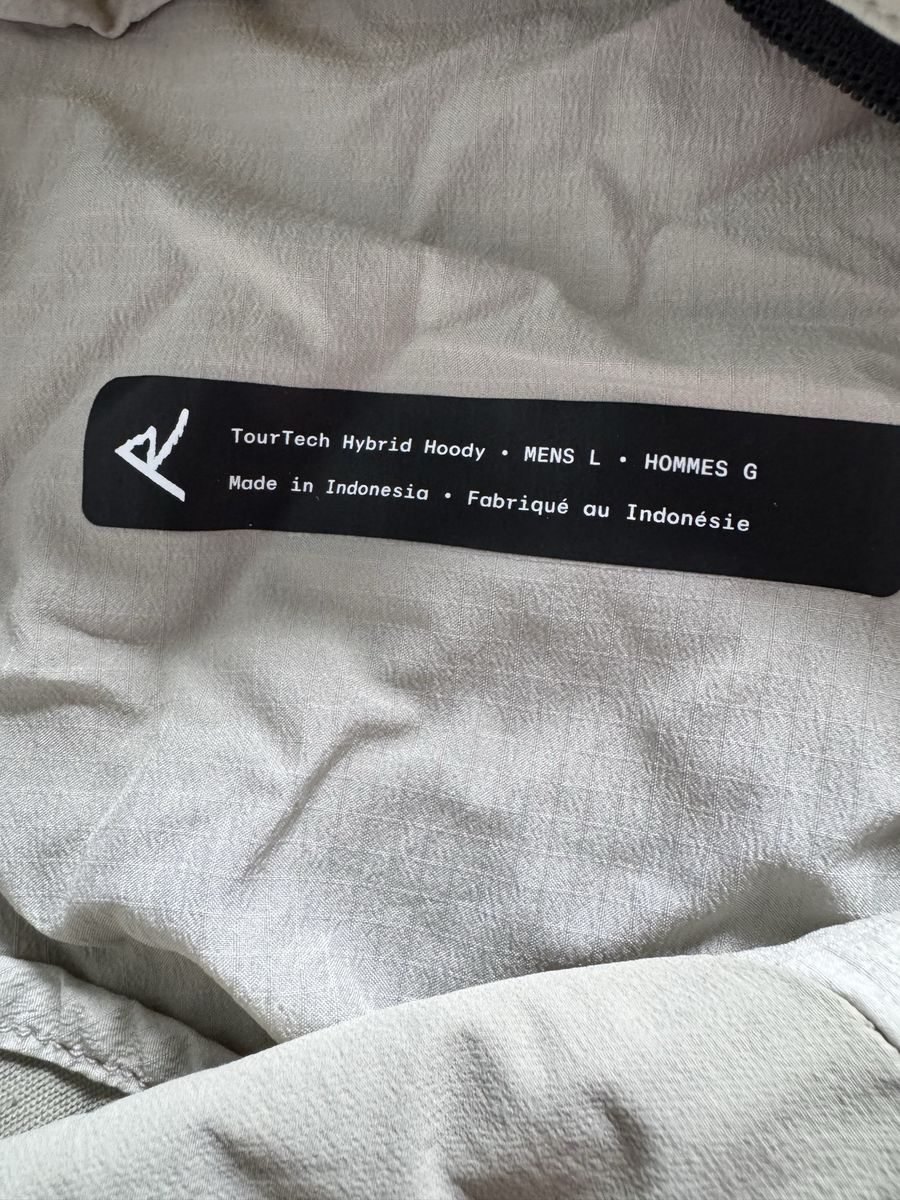 TourTech Hybrid Hoody • MENS L • HOMMES G
Made in Indonesia • Fabriqué au Indonésie